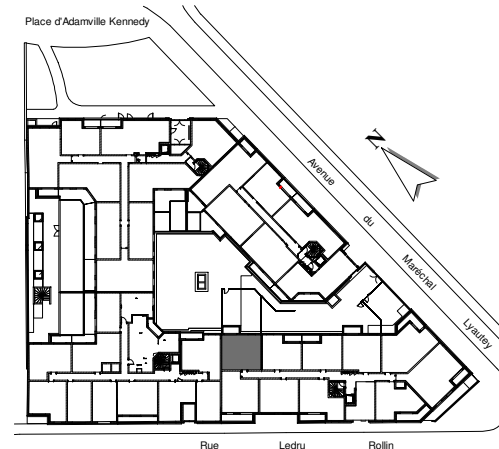 Place d'Adamville Kennedy
N
Avenue
du
Maréchal
Lyautey
Rue Ledru Rollin